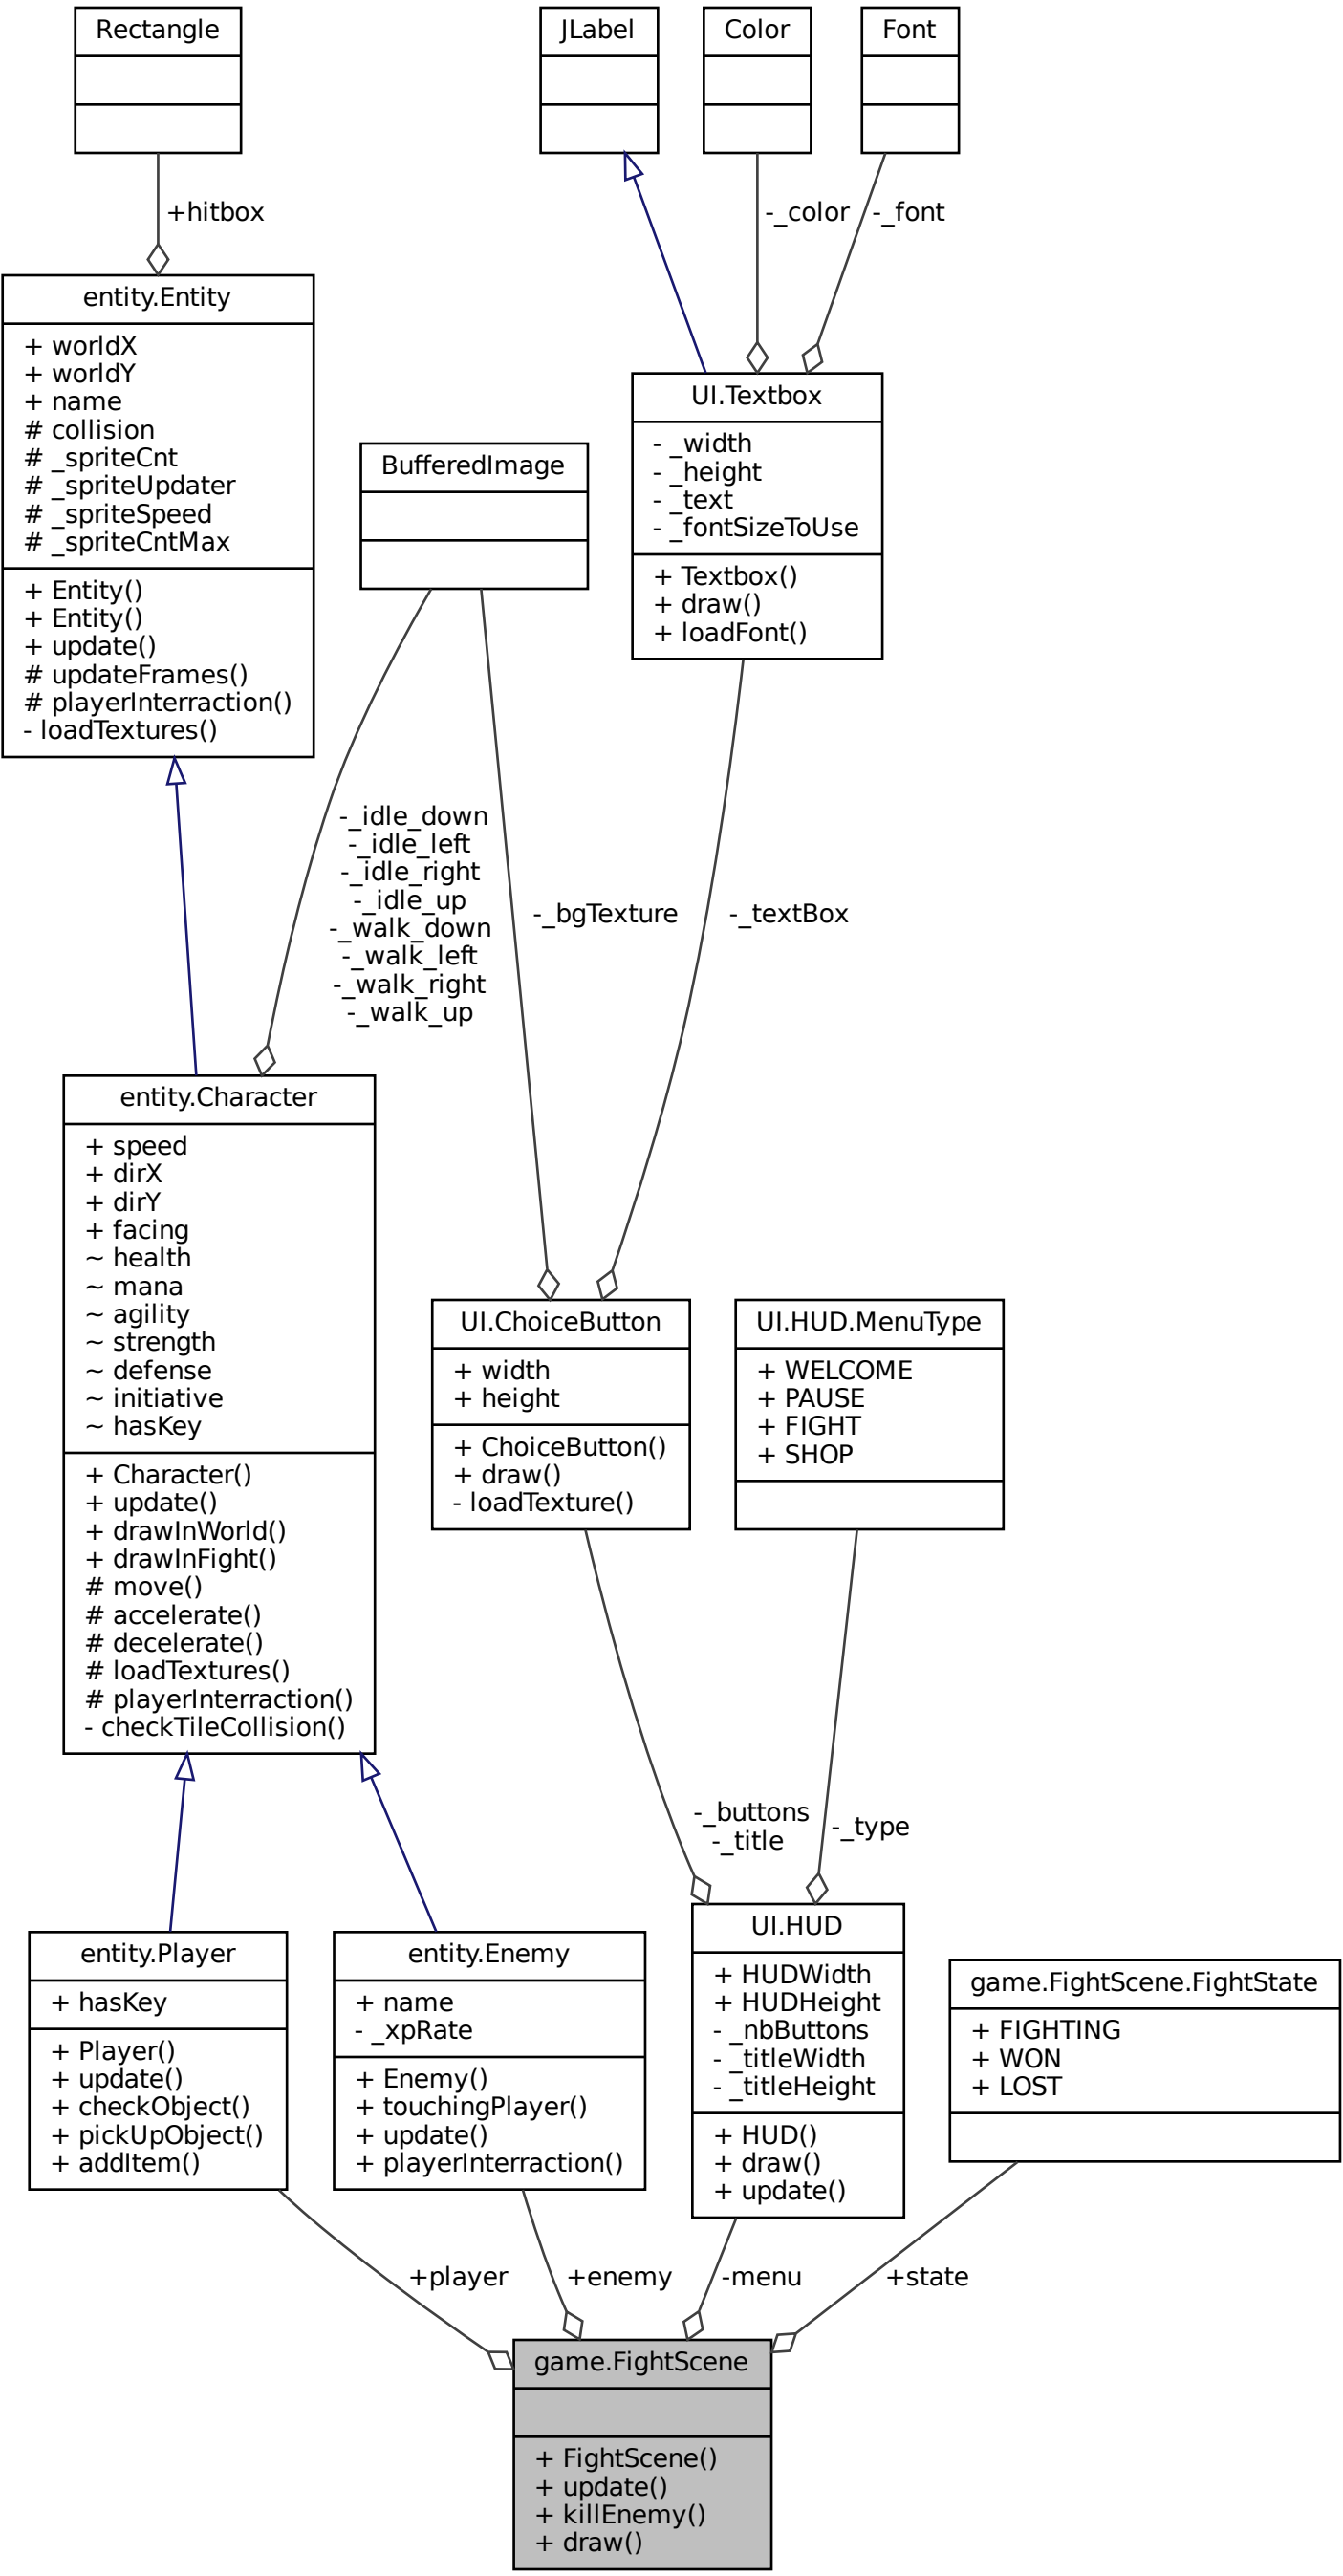 Rectangle
JLabel
Color
Font
+hitbox
-_color
-_font
entity.Entity
+ worldX
+ worldY
+ name
# collision
# _spriteCnt
# _spriteUpdater
# _spriteSpeed
# _spriteCntMax
+ Entity()
+ Entity()
+ update()
# updateFrames()
# playerInterraction()
- loadTextures()
BufferedImage
UI.Textbox
- _width
- _height
- _text
- _fontSizeToUse
+ Textbox()
+ draw()
+ loadFont()
-_idle_down
-_idle_left
-_idle_right
-_idle_up
-_walk_down
-_walk_left
-_walk_right
-_walk_up
-_bgTexture
-_textBox
entity.Character
+ speed
+ dirX
+ dirY
+ facing
~ health
~ mana
~ agility
~ strength
~ defense
~ initiative
~ hasKey
+ Character()
+ update()
+ drawInWorld()
+ drawInFight()
# move()
# accelerate()
# decelerate()
# loadTextures()
# playerInterraction()
- checkTileCollision()
UI.ChoiceButton
+ width
+ height
+ ChoiceButton()
+ draw()
- loadTexture()
UI.HUD.MenuType
+ WELCOME
+ PAUSE
+ FIGHT
+ SHOP
-_buttons
-_title
-_type
entity.Player
+ hasKey
+ Player()
+ update()
+ checkObject()
+ pickUpObject()
+ addItem()
entity.Enemy
+ name
- _xpRate
+ Enemy()
+ touchingPlayer()
+ update()
+ playerInterraction()
UI.HUD
+ HUDWidth
+ HUDHeight
- _nbButtons
- _titleWidth
- _titleHeight
+ HUD()
+ draw()
+ update()
game.FightScene.FightState
+ FIGHTING
+ WON
+ LOST
+player
+enemy
-menu
+state
game.FightScene
+ FightScene()
+ update()
+ killEnemy()
+ draw()